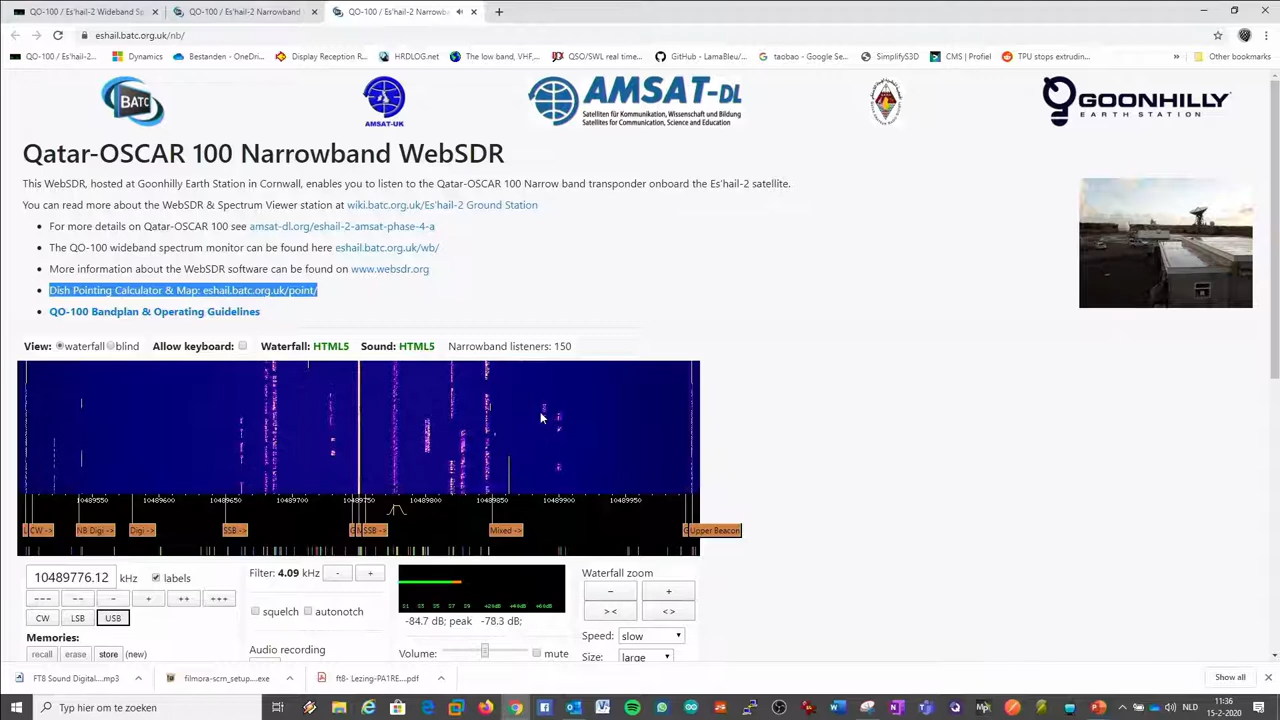 QO-100 / Es'hail-2 Wideband Sp
QO-100 / Es'hail-2 Narrowband
QO-100 / Es'hail-2 Narrowb
eshail.batc.org.uk/nb/
QO-100 / Es'hail-2...
Dynamics
Bestanden - OneDri...
Display Reception R...
HRDLOG.net
The low band, VHF,...
QSO/SWL real time...
GitHub - LamaBleu/...
taobao - Google Se...
SimplifyS3D
CMS | Profiel
TPU stops extrudin...
»
Other bookmarks
BATC
AMSAT-UK
AMSAT-DL
Satelliten für Kommunikation, Wissenschaft und Bildung
Satellites for Communication, Science and Education
GOONHILLY
EARTH STATION
Qatar-OSCAR 100 Narrowband WebSDR
This WebSDR, hosted at Goonhilly Earth Station in Cornwall, enables you to listen to the Qatar-OSCAR 100 Narrow band transponder onboard the Es'hail-2 satellite.
You can read more about the WebSDR & Spectrum Viewer station at wiki.batc.org.uk/Es'hail-2 Ground Station
For more details on Qatar-OSCAR 100 see amsat-dl.org/eshail-2-amsat-phase-4-a
The QO-100 wideband spectrum monitor can be found here eshail.batc.org.uk/wb/
More information about the WebSDR software can be found on www.websdr.org
Dish Pointing Calculator & Map: eshail.batc.org.uk/point/
QO-100 Bandplan & Operating Guidelines
View: waterfall blind Allow keyboard: Waterfall: HTML5 Sound: HTML5 Narrowband listeners: 150
10489550 10489600 10489650 10489700 10489750 10489800 10489850 10489900 10489950
CW -> NB Digi -> Digi -> SSB -> SSB -> Mixed -> Upper Beacon
10489776.12 kHz labels
--- -- - + ++ +++
CW LSB USB
Memories:
recall erase store (new)
Filter: 4.09 kHz - +
squelch autonotch
Audio recording
S1 S3 S5 S7 S9 +20dB +40dB +60dB
-84.7 dB; peak -78.3 dB;
Volume: mute
Waterfall zoom
- +
> < < >
Speed: slow
Size: large
FT8 Sound Digital....mp3
filmora-scrn_setup....exe
ft8- Lezing-PA1RE....pdf
Show all
Typ hier om te zoeken
NLD
11:36
15-2-2020